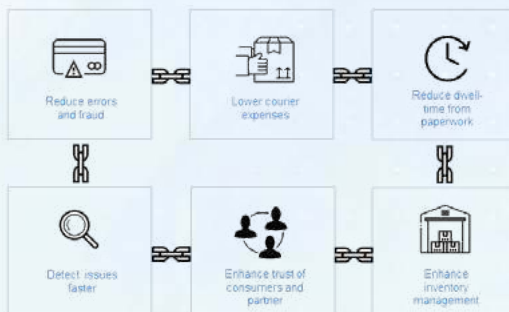 Reduce errors
and fraud
Lower courier
expenses
Reduce dwell-
time from
paperwork
Detect issues
faster
Enhance trust of
consumers and
partner
Enhance
inventory
management